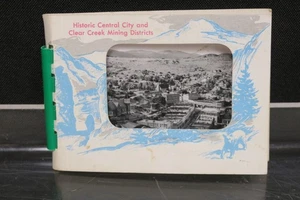 Historic Central City and
Clear Creek Mining Districts